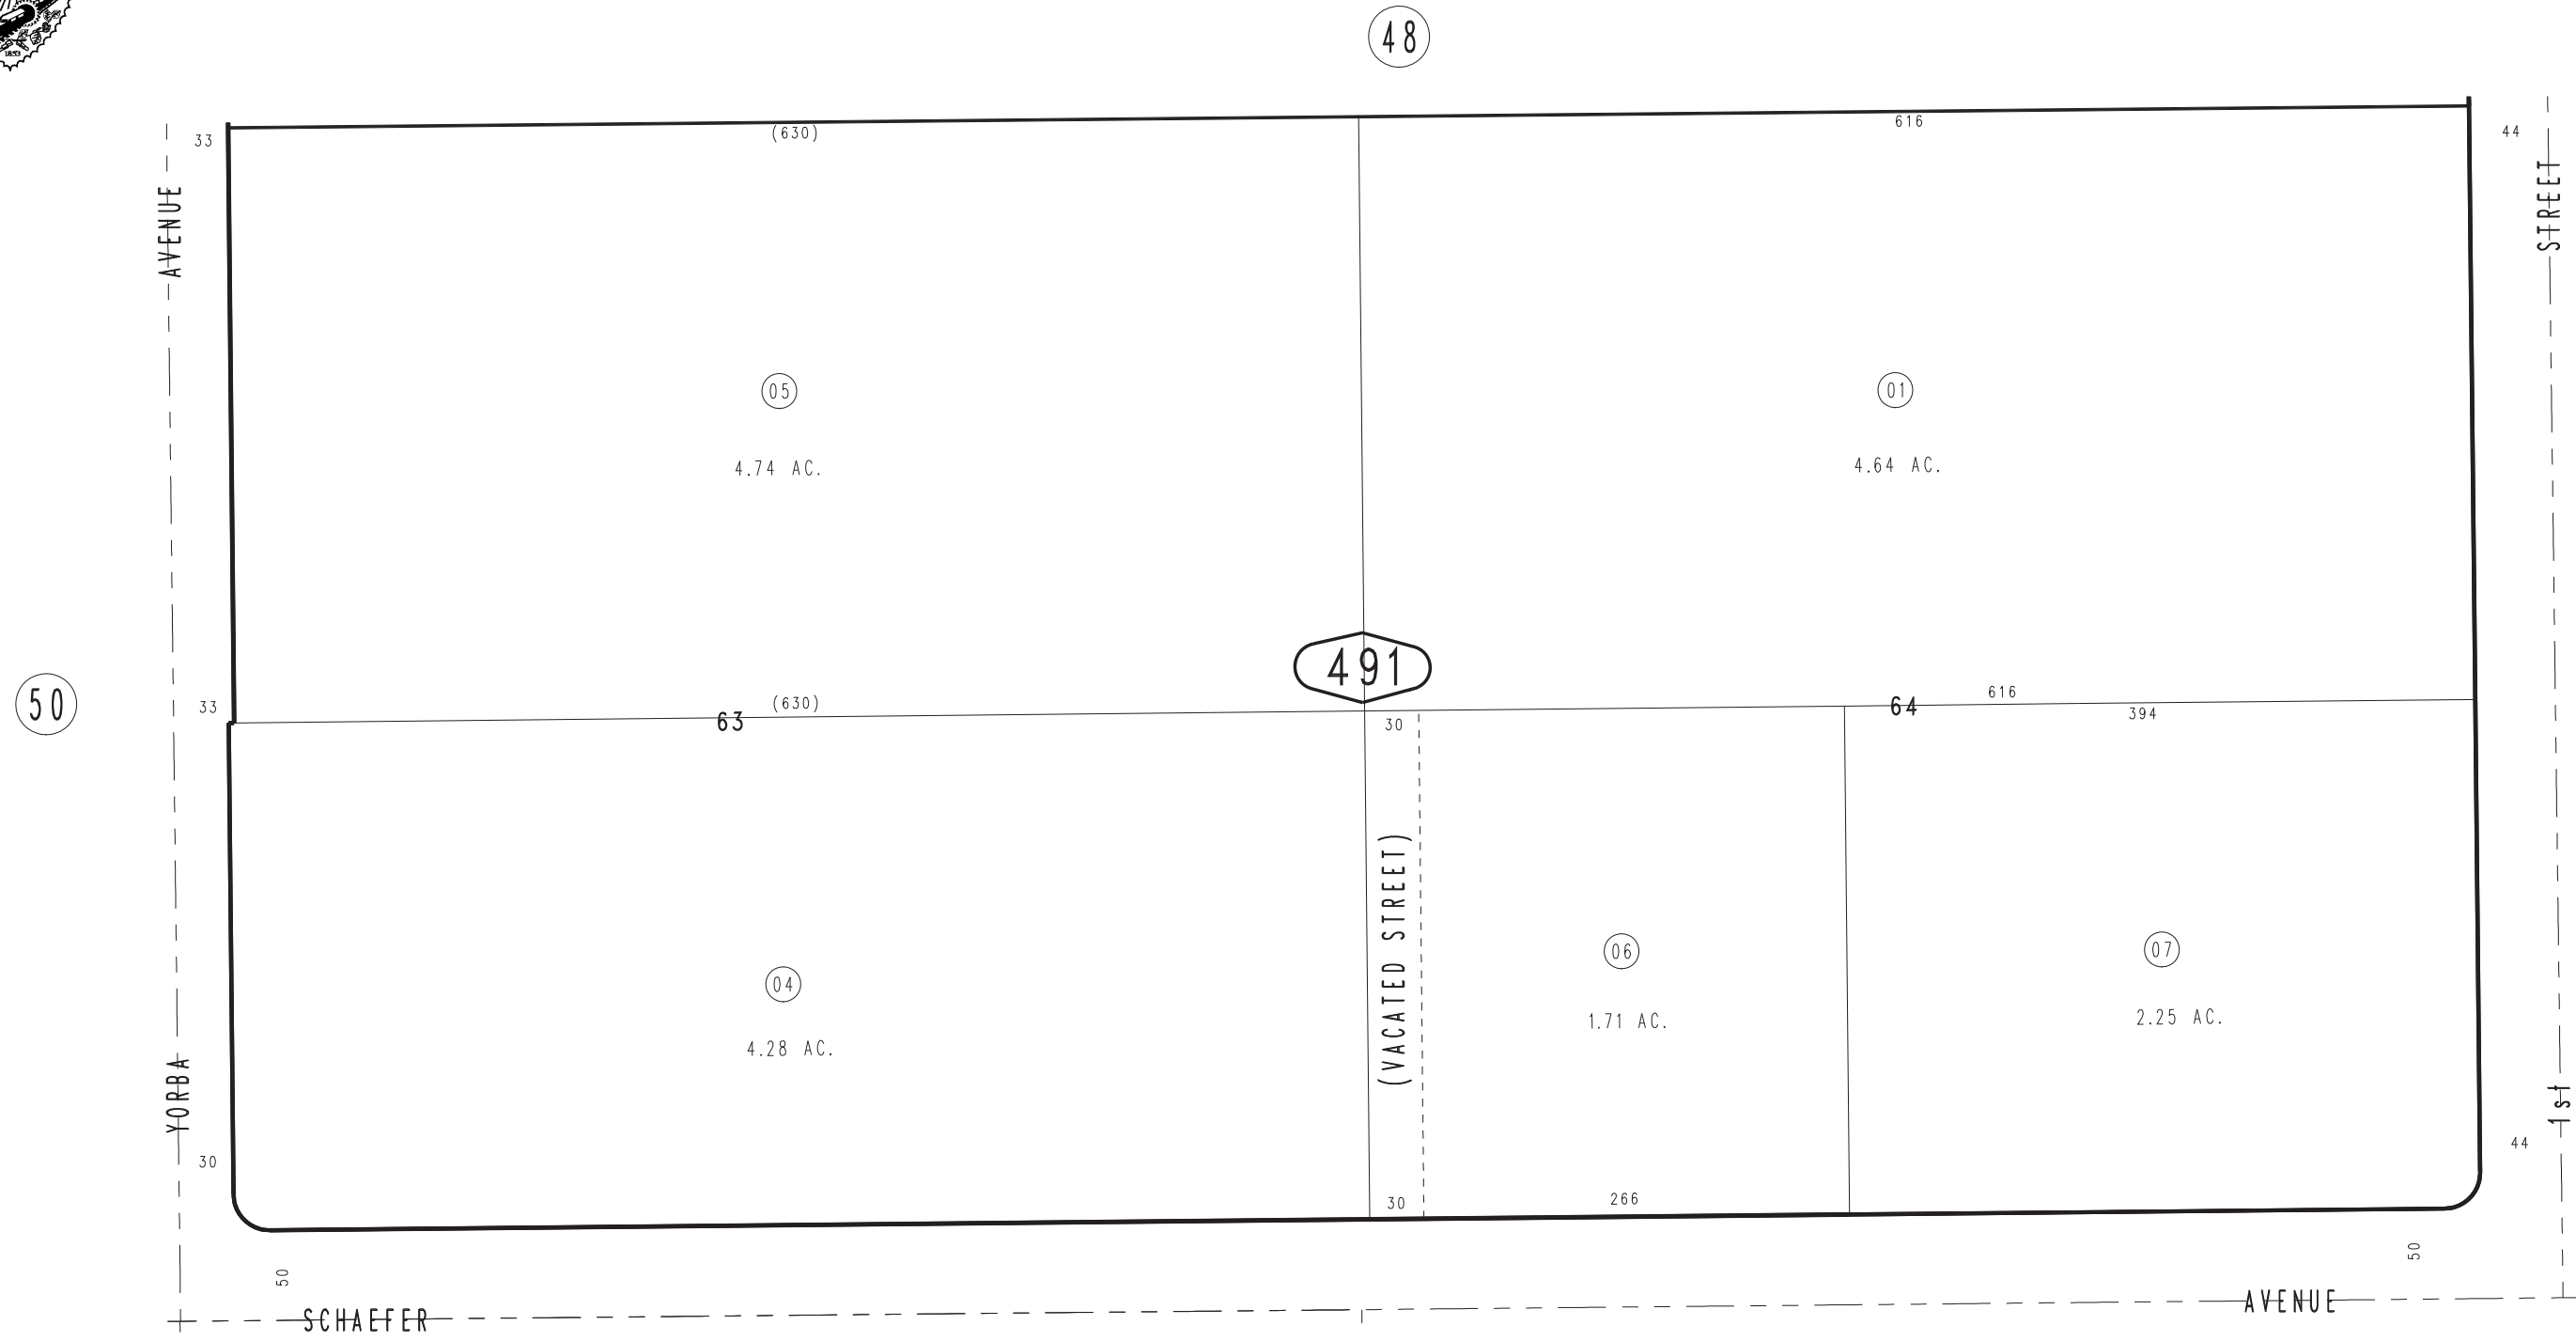 1853
48
33
(630)
616
44
AVENUE
STREET
05
01
4.74 AC.
4.64 AC.
491
50
33
(630)
63
616
64
30
394
(VACATED STREET)
06
07
04
1.71 AC.
2.25 AC.
4.28 AC.
YORBA
1st
30
44
30
266
50
50
SCHAEFER
AVENUE